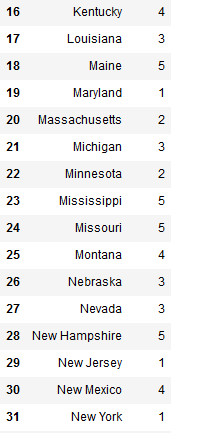 16 Kentucky 4
17 Louisiana 3
18 Maine 5
19 Maryland 1
20 Massachusetts 2
21 Michigan 3
22 Minnesota 2
23 Mississippi 5
24 Missouri 5
25 Montana 4
26 Nebraska 3
27 Nevada 3
28 New Hampshire 5
29 New Jersey 1
30 New Mexico 4
31 New York 1